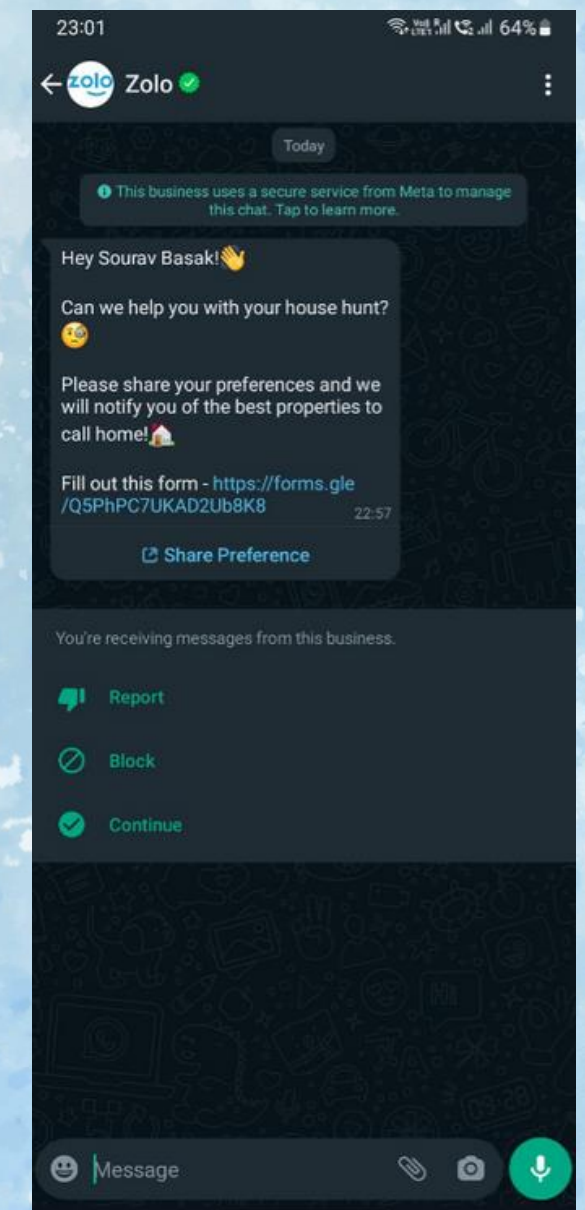 23:01
64%
zolo Zolo
Today
This business uses a secure service from Meta to manage
this chat. Tap to learn more.
Hey Sourav Basak!👋
Can we help you with your house hunt?
🧐
Please share your preferences and we
will notify you of the best properties to
call home!🏠
Fill out this form - https://forms.gle
/Q5PhPC7UKAD2Ub8K8 22:57
Share Preference
You're receiving messages from this business.
Report
Block
Continue
Message